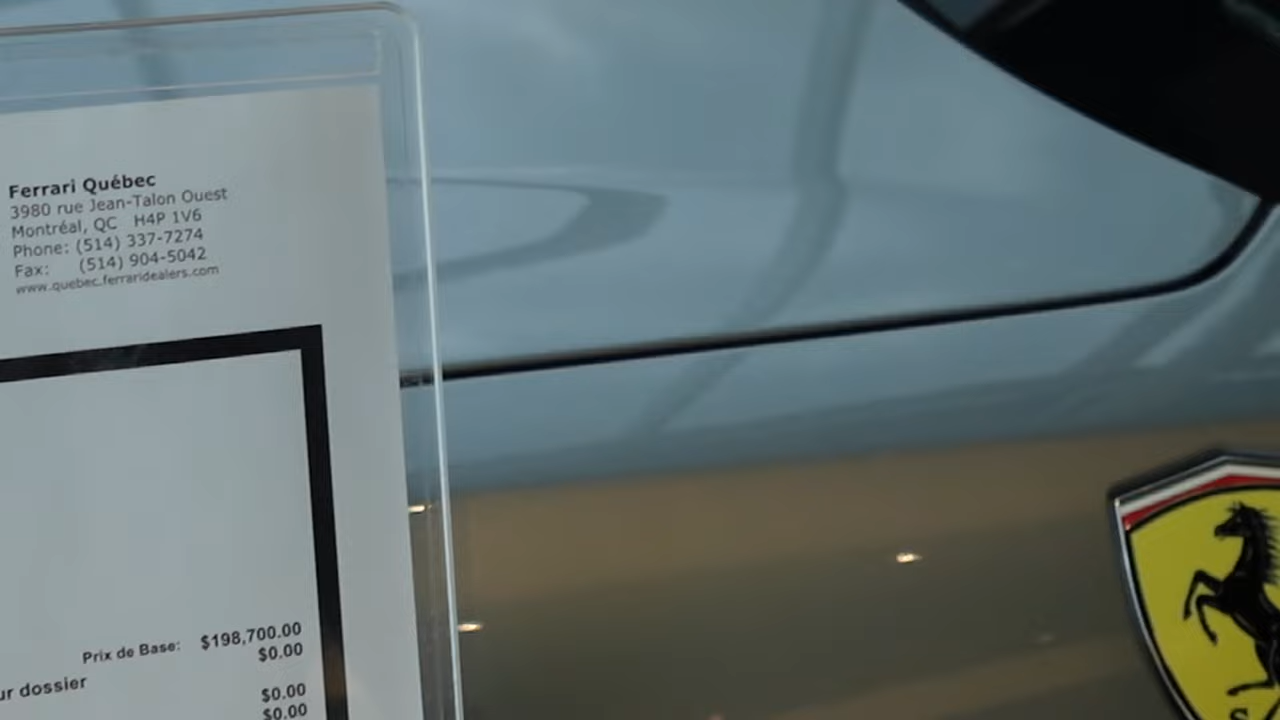 Ferrari Québec
3980 rue Jean-Talon Ouest
Montréal, QC H4P 1V6
Phone: (514) 337-7274
Fax: (514) 904-5042
www.quebec.ferraridealers.com
Prix de Base: $198,700.00
$0.00
dossier
$0.00
$0.00
S